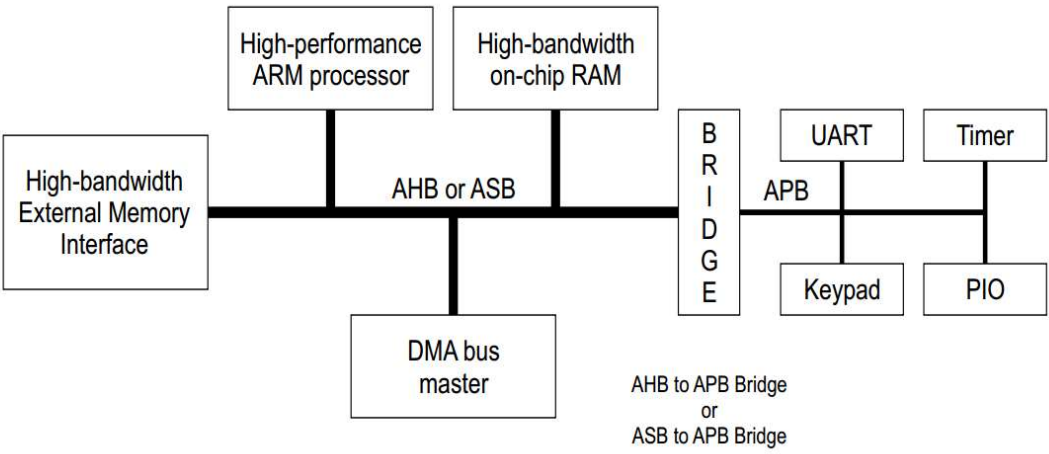 High-performance
ARM processor
High-bandwidth
on-chip RAM
High-bandwidth
External Memory
Interface
AHB or ASB
B
R
I
D
G
E
APB
UART
Timer
Keypad
PIO
DMA bus
master
AHB to APB Bridge
or
ASB to APB Bridge